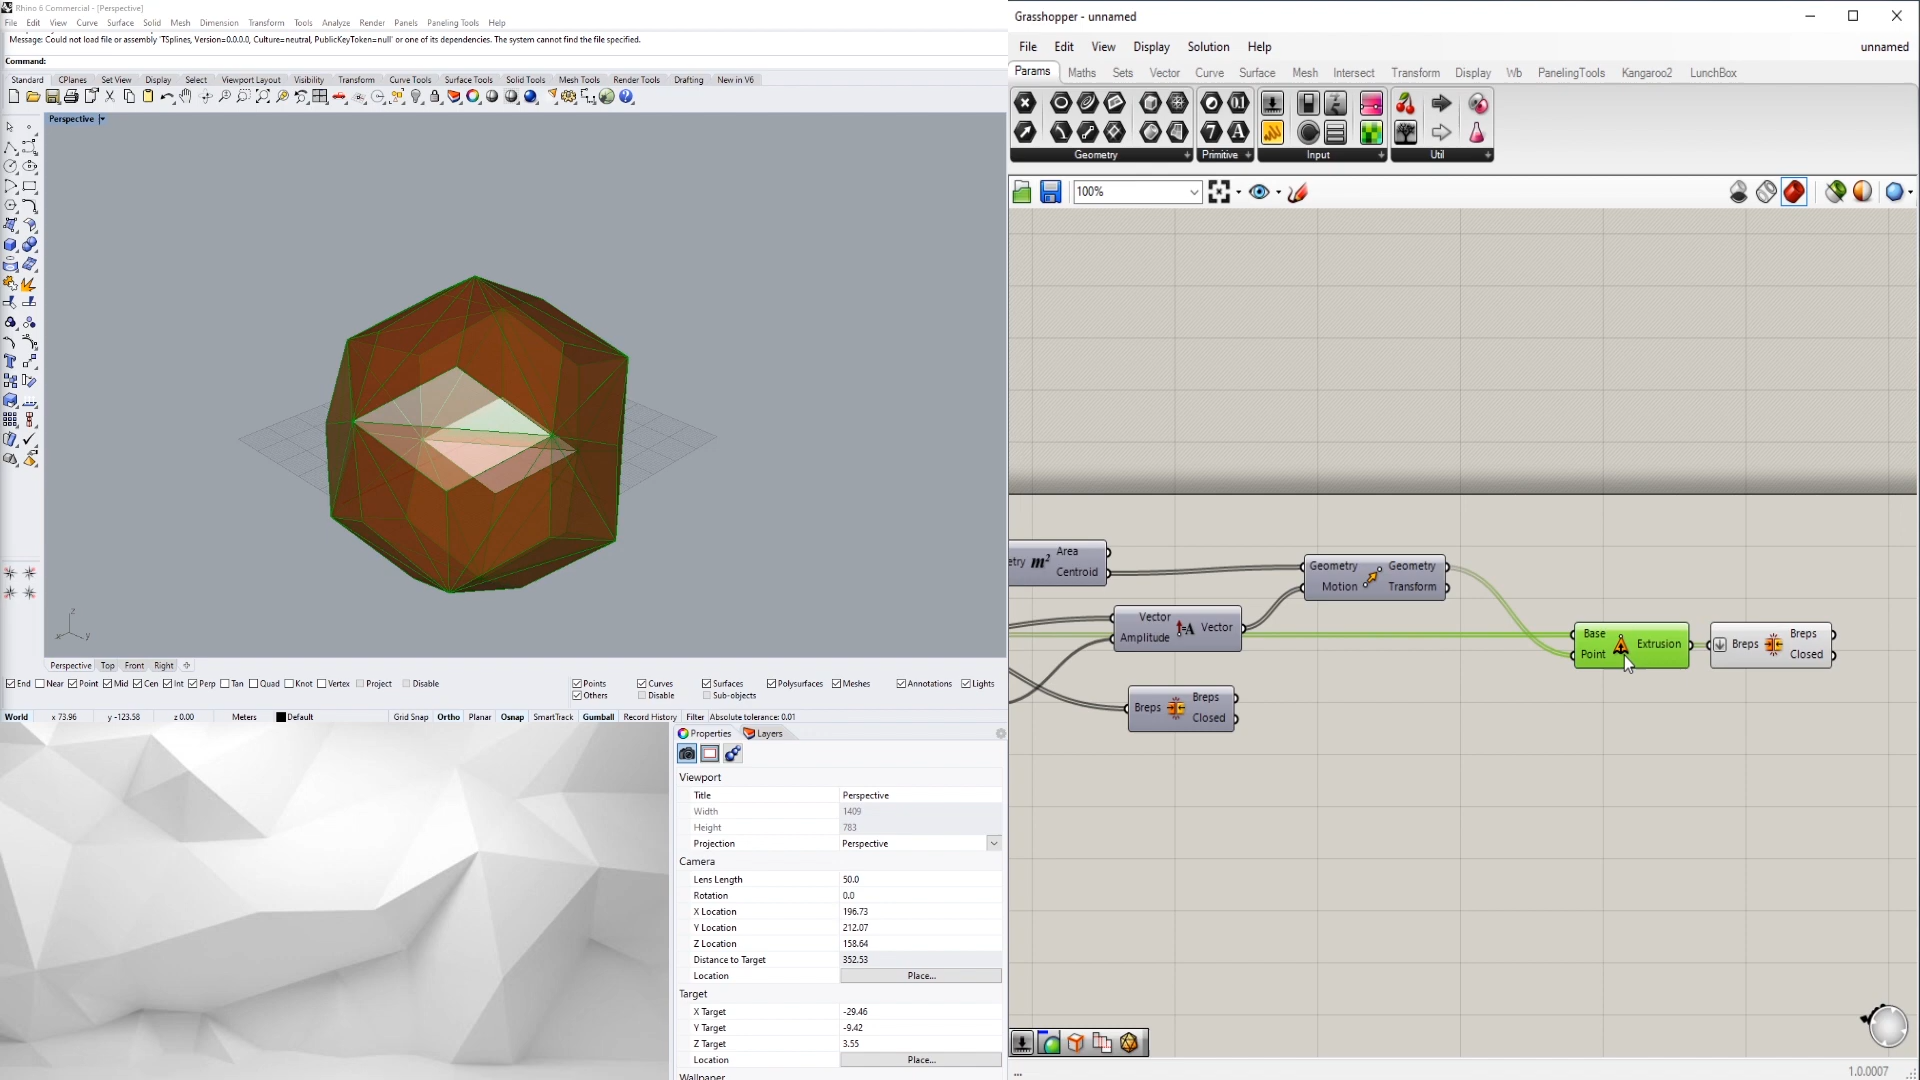 Rhino 6 Commercial - [Perspective]
File Edit View Curve Surface Solid Mesh Dimension Transform Tools Analyze Render Panels Paneling Tools Help
Message: Could not load file or assembly 'TSplines, Version=0.0.0.0, Culture=neutral, PublicKeyToken=null' or one of its dependencies. The system cannot find the file specified.
Command:
Standard CPlanes Set View Display Select Viewport Layout Visibility Transform Curve Tools Surface Tools Solid Tools Mesh Tools Render Tools Drafting New in V6
Perspective
z
x y
Perspective Top Front Right
End Near Point Mid Cen Int Perp Tan Quad Knot Vertex Project Disable
Points Curves Surfaces Polysurfaces Meshes Annotations Lights
Others Disable Sub-objects
World x 73.96 y -123.58 z 0.00 Meters Default Grid Snap Ortho Planar Osnap SmartTrack Gumball Record History Filter Absolute tolerance: 0.01
Properties Layers
Viewport
Title Perspective
Width 1409
Height 783
Projection Perspective
Camera
Lens Length 50.0
Rotation 0.0
X Location 196.73
Y Location 212.07
Z Location 158.64
Distance to Target 352.53
Location Place...
Target
X Target -29.46
Y Target -9.42
Z Target 3.55
Location Place...
Wallpaper
Grasshopper - unnamed
File Edit View Display Solution Help unnamed
Params Maths Sets Vector Curve Surface Mesh Intersect Transform Display Wb PanelingTools Kangaroo2 LunchBox
Geometry Primitive Input Util
100%
etry m² Area
Centroid
Geometry Geometry
Motion Transform
Vector Vector
Amplitude
Base Extrusion
Point
Breps Breps
Closed
Breps Breps
Closed
...
1.0.0007